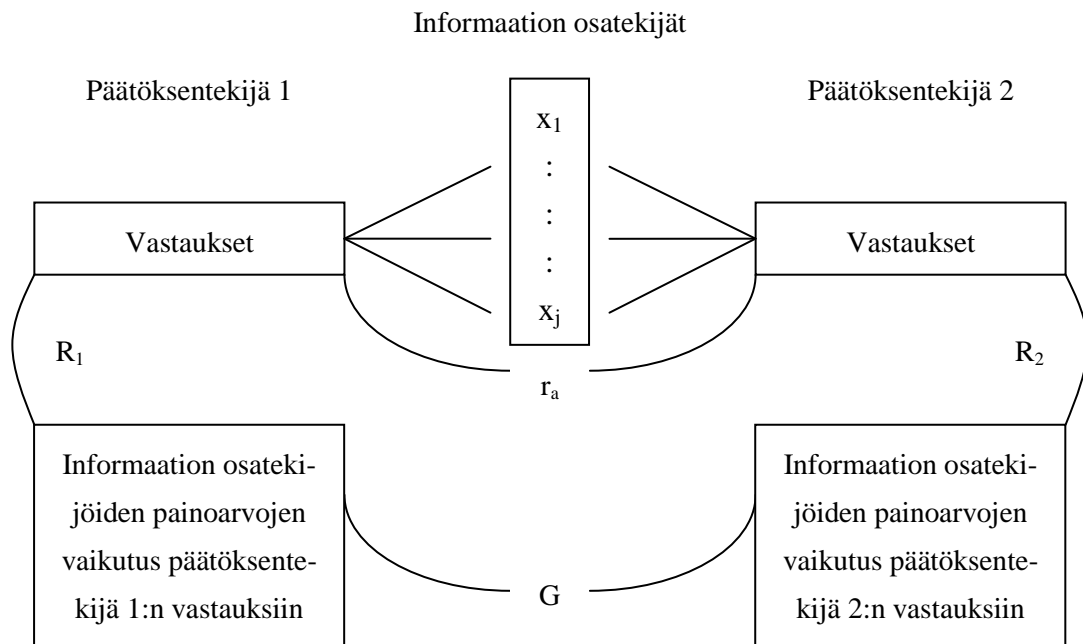 Informaation osatekijät
Päätöksentekijä 1
Päätöksentekijä 2
x1
:
:
:
xj
Vastaukset
Vastaukset
R1
R2
ra
Informaation osateki-
jöiden painoarvojen
vaikutus päätöksente-
kijä 1:n vastauksiin
Informaation osateki-
jöiden painoarvojen
vaikutus päätöksente-
kijä 2:n vastauksiin
G